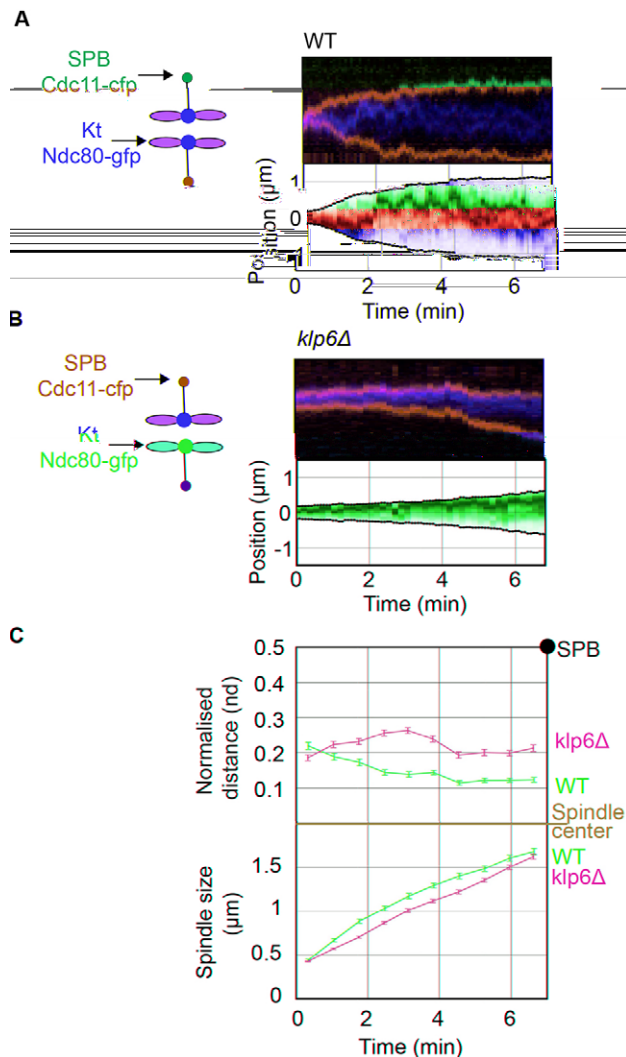 A
WT
SPB
Cdc11-cfp
Kt
Ndc80-gfp
Position (µm)
1
0
0
2
4
6
Time (min)
B
klp6Δ
SPB
Cdc11-cfp
Kt
Ndc80-gfp
Position (µm)
1
0
-1
0
2
4
6
Time (min)
C
Normalised
distance (nd)
0.5
0.5
0.3
0.2
0.1
SPB
klp6Δ
WT
Spindle
center
WT
klp6Δ
Spindle size
(µm)
1.5
1
0.5
0
0
2
4
6
Time (min)